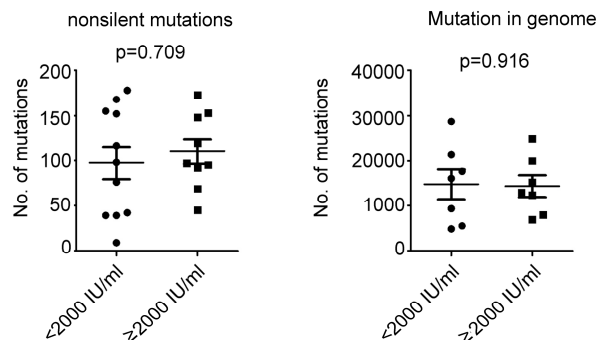 nonsilent mutations
p=0.709
No. of mutations
200
150
100
50
0
<2000 IU/ml
≥2000 IU/ml
Mutation in genome
p=0.916
No. of mutations
40000
30000
20000
1000
0
<2000 IU/ml
≥2000 IU/ml